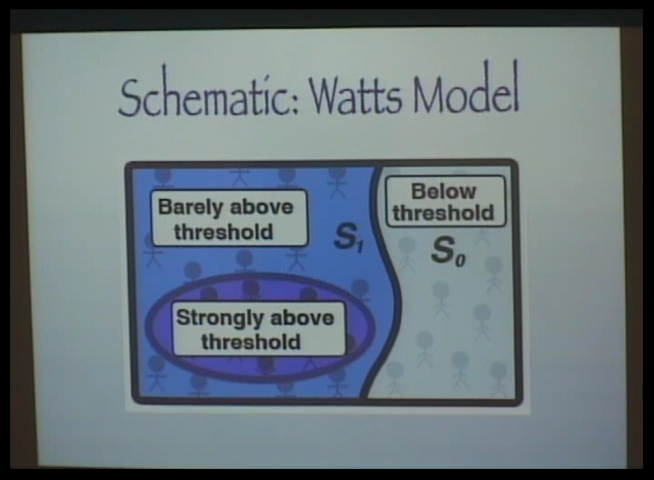 Schematic: Watts Model
Barely above
threshold
Below
threshold
S1
S0
Strongly above
threshold